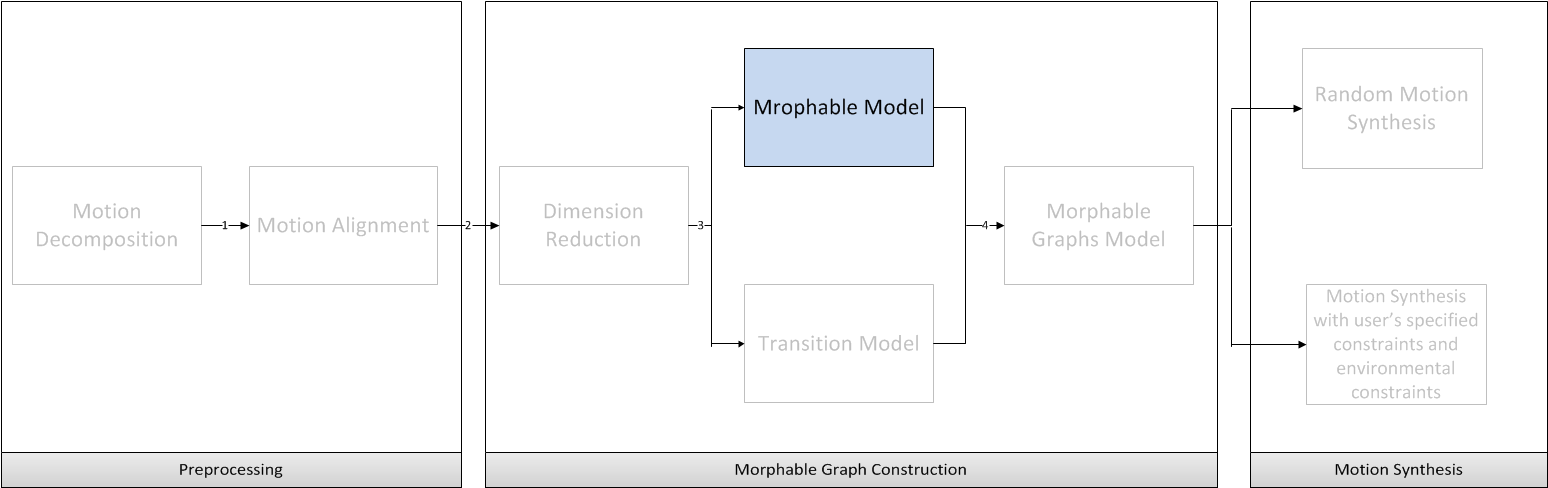 Motion
Decomposition
1
Motion Alignment
2
Dimension
Reduction
3
Mrophable Model
Transition Model
4
Morphable
Graphs Model
Random Motion
Synthesis
Motion Synthesis
with user's specified
constraints and
environmental
constraints
Preprocessing
Morphable Graph Construction
Motion Synthesis